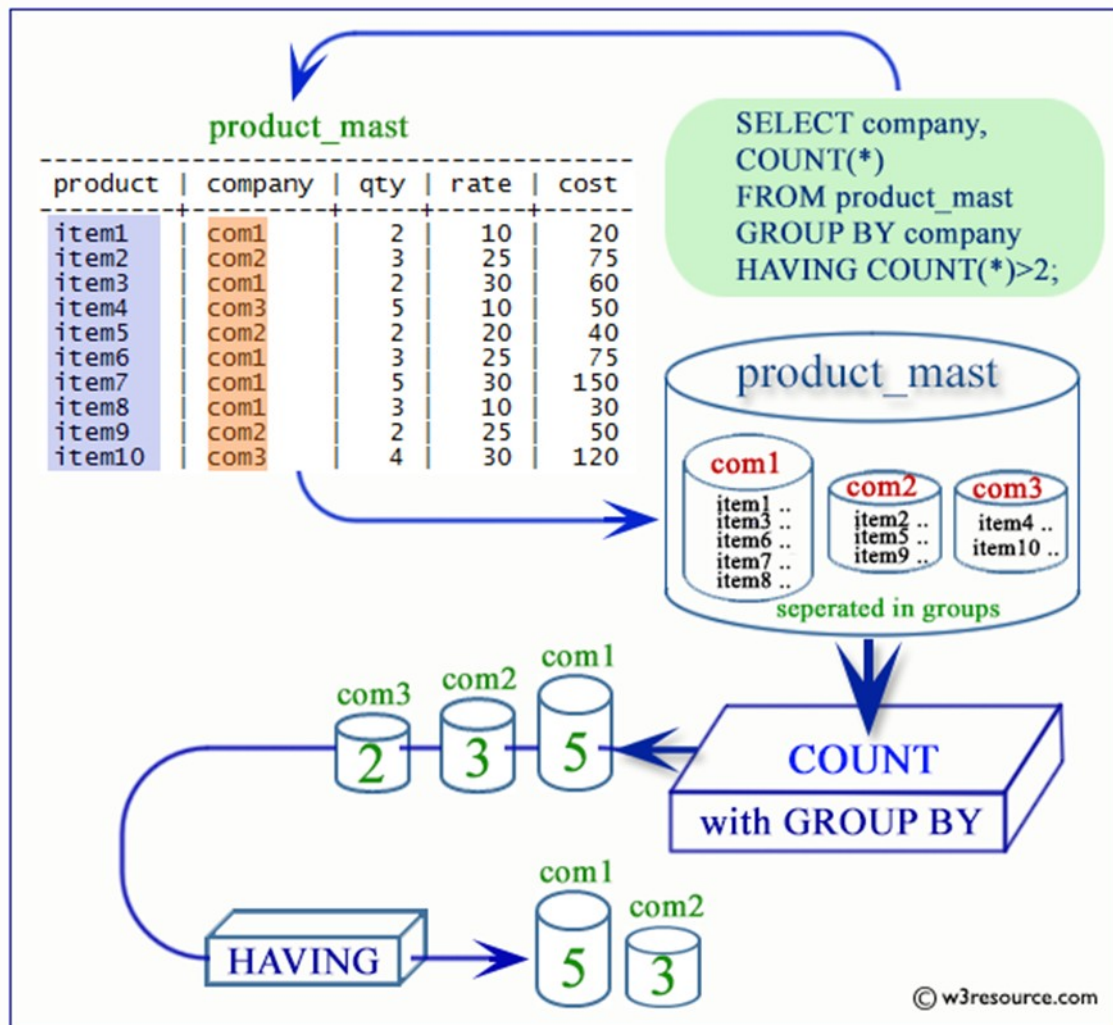 product_mast
-----------------------------------------
product | company | qty | rate | cost
---------+---------+-----+------+------
item1 | com1 | 2 | 10 | 20
item2 | com2 | 3 | 25 | 75
item3 | com1 | 2 | 30 | 60
item4 | com3 | 5 | 10 | 50
item5 | com2 | 2 | 20 | 40
item6 | com1 | 3 | 25 | 75
item7 | com1 | 5 | 30 | 150
item8 | com1 | 3 | 10 | 30
item9 | com2 | 2 | 25 | 50
item10 | com3 | 4 | 30 | 120
SELECT company,
COUNT(*)
FROM product_mast
GROUP BY company
HAVING COUNT(*)>2;
product_mast
com1
item1 ..
item3 ..
item6 ..
item7 ..
item8 ..
com2
item2 ..
item5 ..
item9 ..
com3
item4 ..
item10 ..
seperated in groups
COUNT
with GROUP BY
com3
2
com2
3
com1
5
HAVING
com1
5
com2
3
© w3resource.com